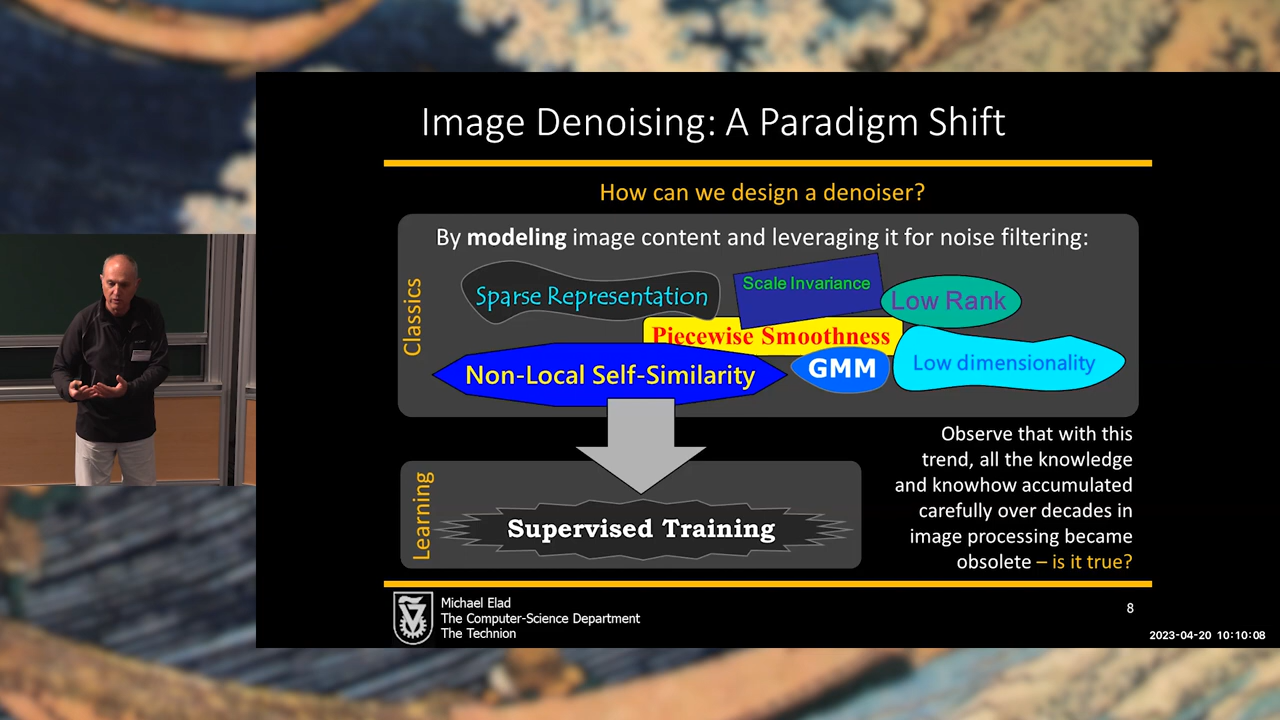 Image Denoising: A Paradigm Shift
How can we design a denoiser?
By modeling image content and leveraging it for noise filtering:
Classics
Sparse Representation
Scale Invariance
Low Rank
Piecewise Smoothness
Non-Local Self-Similarity
GMM
Low dimensionality
Learning
Supervised Training
Observe that with this
trend, all the knowledge
and knowhow accumulated
carefully over decades in
image processing became
obsolete – is it true?
Michael Elad
The Computer-Science Department
The Technion
8
2023-04-20 10:10:08